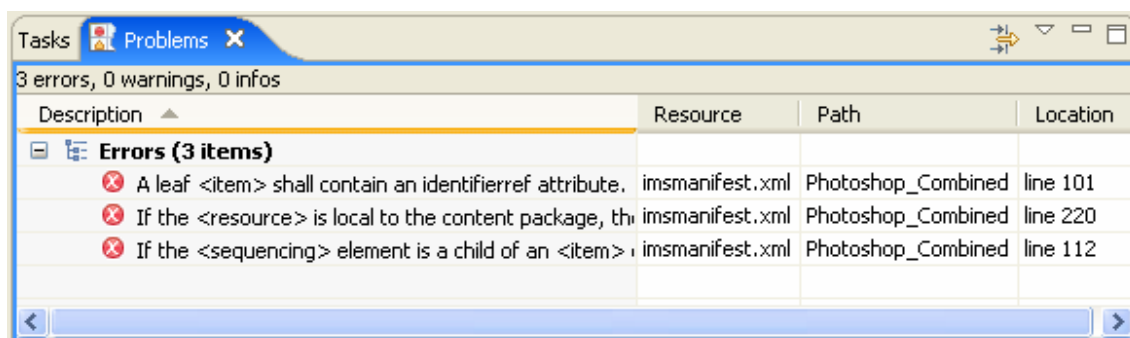 Tasks Problems
3 errors, 0 warnings, 0 infos
Description Resource Path Location
Errors (3 items)
A leaf <item> shall contain an identifierref attribute. imsmanifest.xml Photoshop_Combined line 101
If the <resource> is local to the content package, imsmanifest.xml Photoshop_Combined line 220
If the <sequencing> element is a child of an <item> imsmanifest.xml Photoshop_Combined line 112